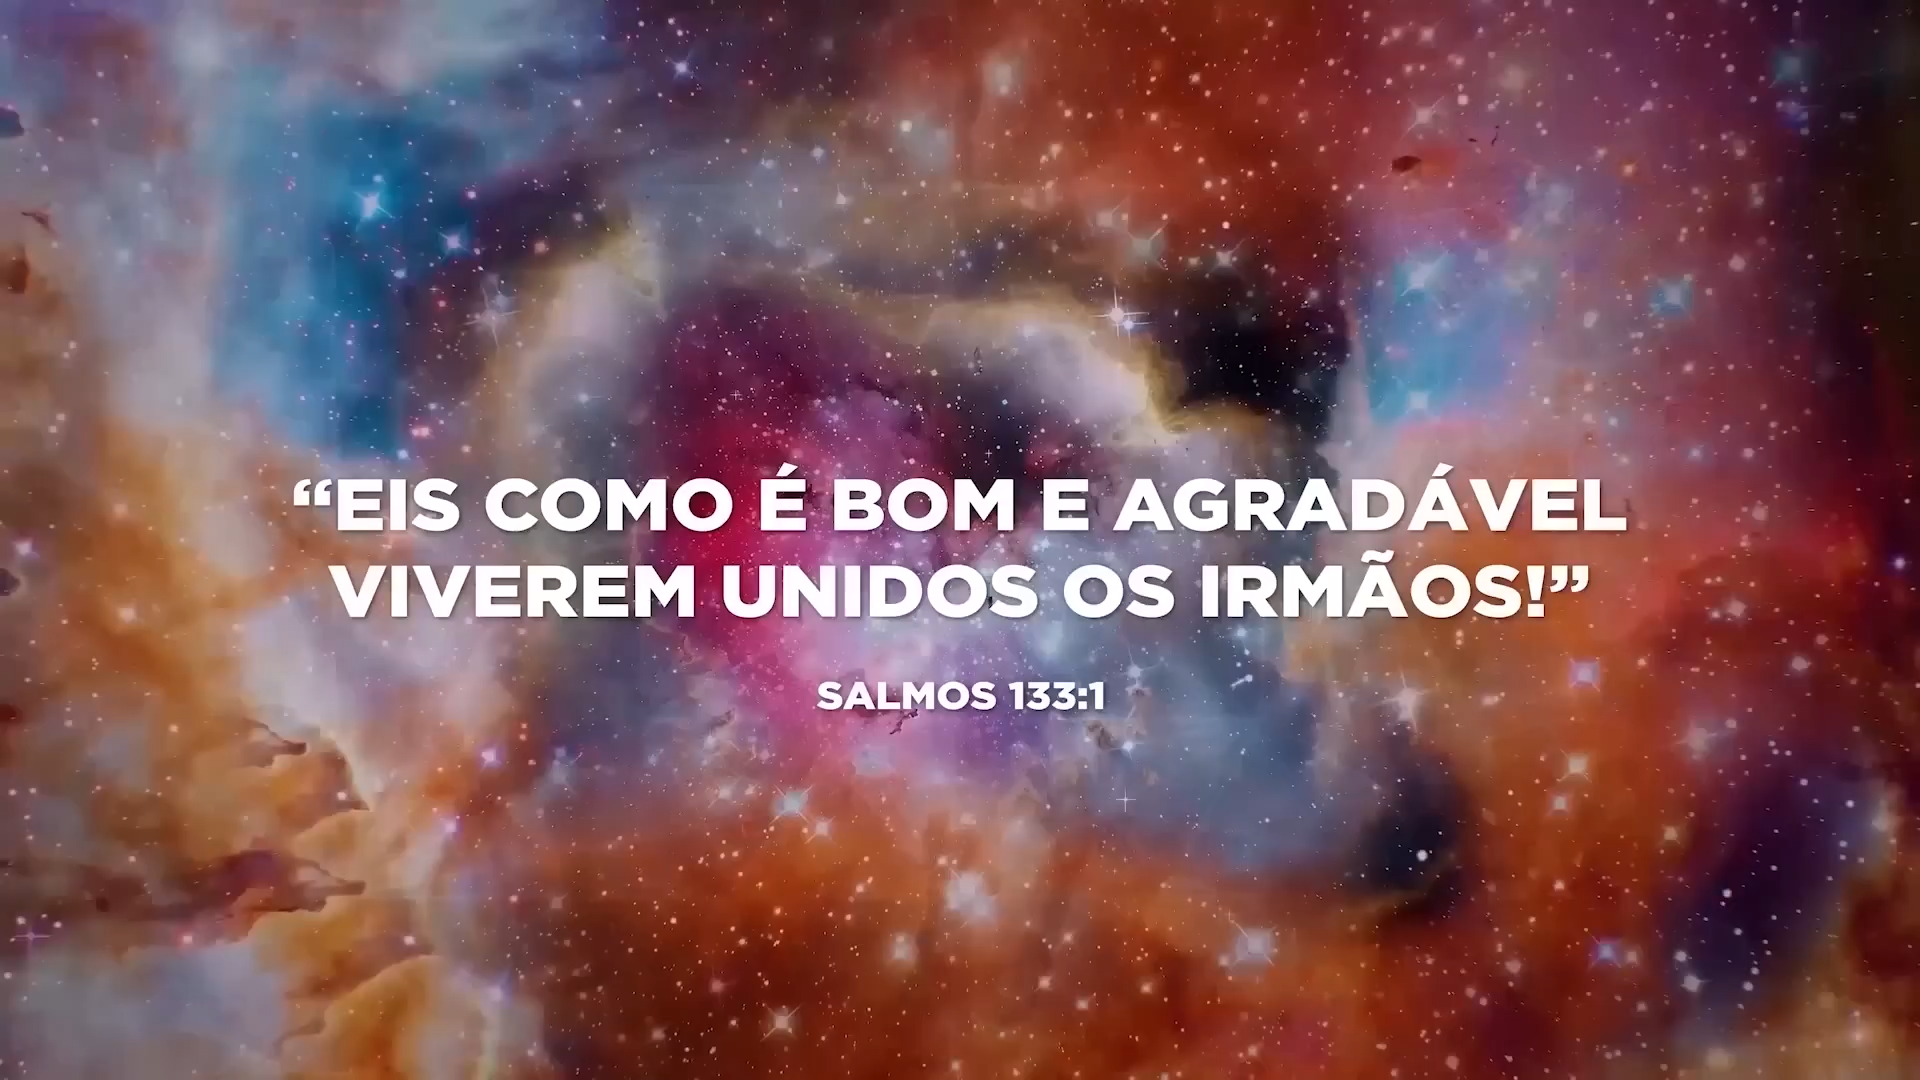 “EIS COMO É BOM E AGRADÁVEL
VIVEREM UNIDOS OS IRMÃOS!”
SALMOS 133:1